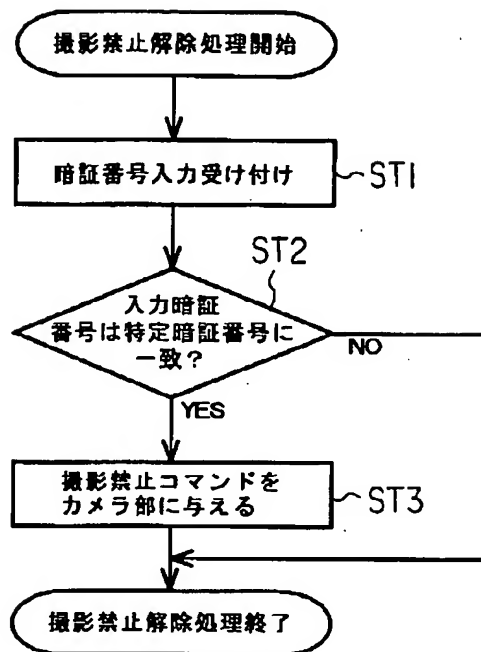 撮影禁止解除処理開始
暗証番号入力受け付け
ST1
ST2
入力暗証
番号は特定暗証番号に
一致?
NO
YES
撮影禁止コマンドを
カメラ部に与える
ST3
撮影禁止解除処理終了